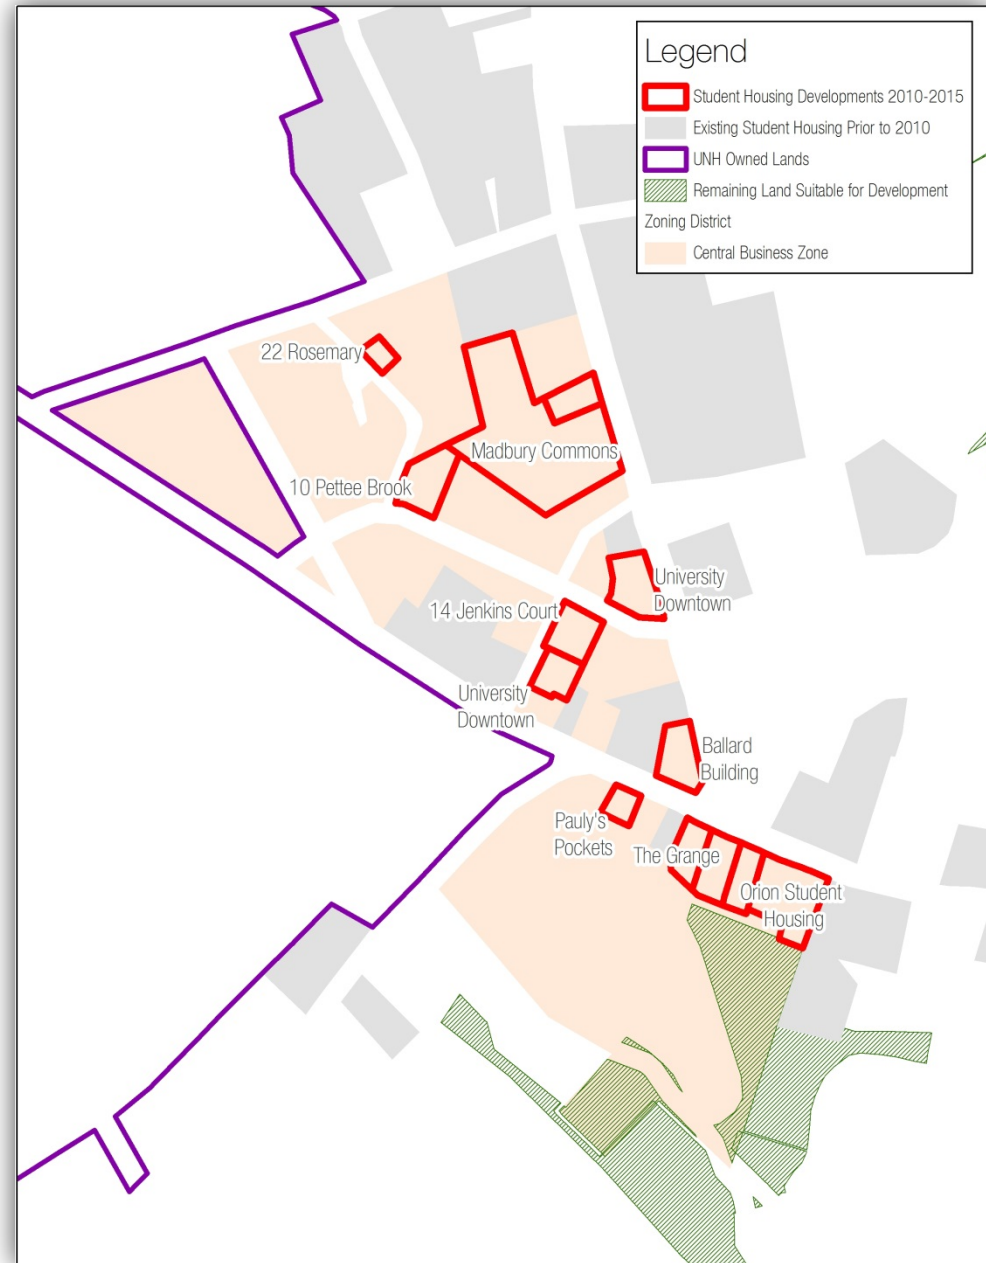 Legend
Student Housing Developments 2010-2015
Existing Student Housing Prior to 2010
UNH Owned Lands
Remaining Land Suitable for Development
Zoning District
Central Business Zone
22 Rosemary
Madbury Commons
10 Pettee Brook
University
Downtown
14 Jenkins Court
University
Downtown
Ballard
Building
Pauly's
Pockets
The Grange
Orion Student
Housing